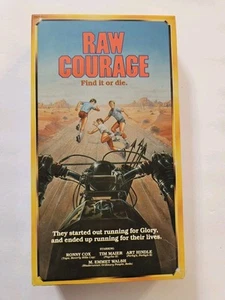 RAW
COURAGE
Find it or die.
They started out running for Glory.
and ended up running for their lives.
STARRING
RONNY COX
TIM MAIER
ART HINDLE
M. EMMET WALSH